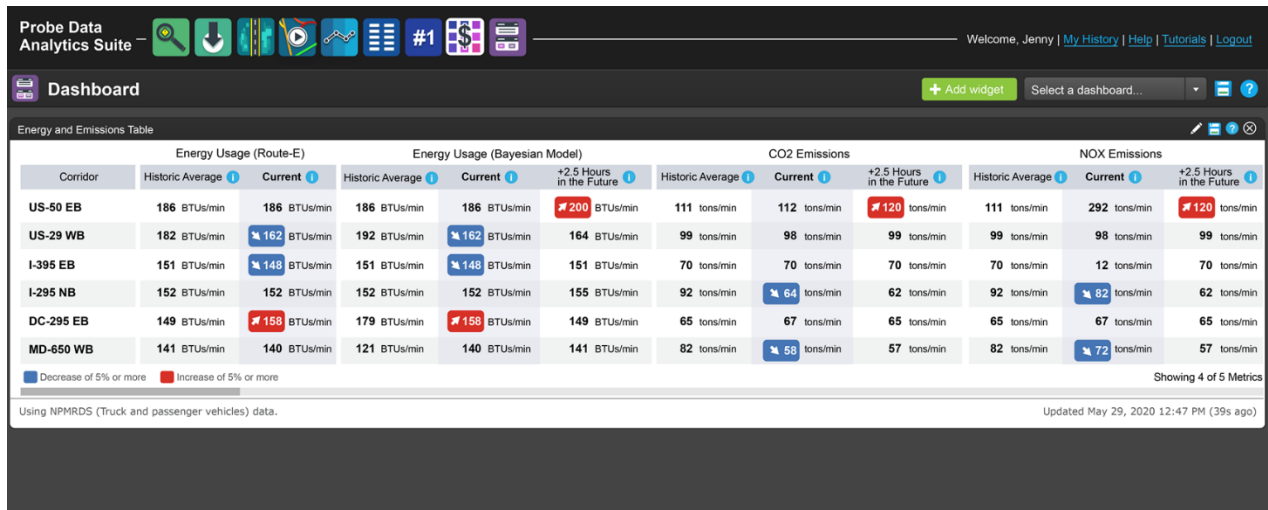 Probe Data
Analytics Suite
#1
$
Welcome, Jenny | My History | Help | Tutorials | Logout
Dashboard
+ Add widget
Select a dashboard...
?
Energy and Emissions Table
?
Energy Usage (Route-E) Energy Usage (Bayesian Model) CO2 Emissions NOX Emissions
Corridor Historic Average i Current i Historic Average i Current i +2.5 Hours in the Future i Historic Average i Current i +2.5 Hours in the Future i Historic Average i Current i +2.5 Hours in the Future i
US-50 EB 186 BTUs/min 186 BTUs/min 186 BTUs/min 186 BTUs/min 200 BTUs/min 111 tons/min 112 tons/min 120 tons/min 111 tons/min 292 tons/min 120 tons/min
US-29 WB 182 BTUs/min 162 BTUs/min 192 BTUs/min 162 BTUs/min 164 BTUs/min 99 tons/min 98 tons/min 99 tons/min 99 tons/min 98 tons/min 99 tons/min
I-395 EB 151 BTUs/min 148 BTUs/min 151 BTUs/min 148 BTUs/min 151 BTUs/min 70 tons/min 70 tons/min 70 tons/min 70 tons/min 12 tons/min 70 tons/min
I-295 NB 152 BTUs/min 152 BTUs/min 152 BTUs/min 152 BTUs/min 155 BTUs/min 92 tons/min 64 tons/min 62 tons/min 92 tons/min 82 tons/min 62 tons/min
DC-295 EB 149 BTUs/min 158 BTUs/min 179 BTUs/min 158 BTUs/min 149 BTUs/min 65 tons/min 67 tons/min 65 tons/min 65 tons/min 67 tons/min 65 tons/min
MD-650 WB 141 BTUs/min 140 BTUs/min 121 BTUs/min 140 BTUs/min 141 BTUs/min 82 tons/min 58 tons/min 57 tons/min 82 tons/min 72 tons/min 57 tons/min
Decrease of 5% or more Increase of 5% or more Showing 4 of 5 Metrics
Using NPMRDS (Truck and passenger vehicles) data. Updated May 29, 2020 12:47 PM (39s ago)